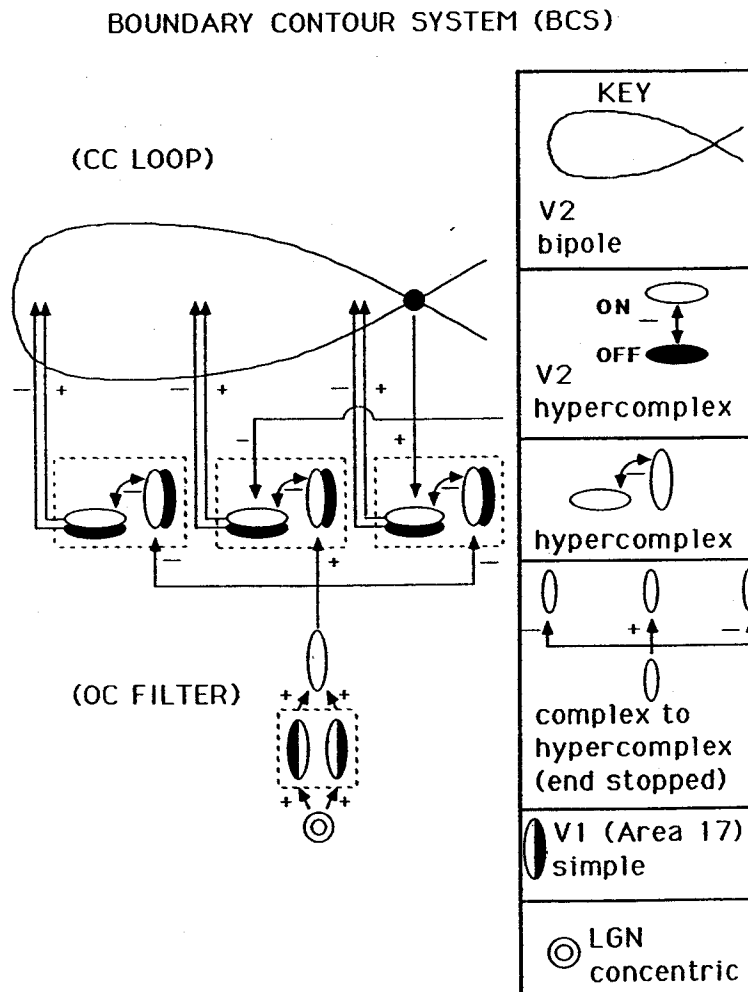 BOUNDARY CONTOUR SYSTEM (BCS)
(CC LOOP)
− +
− +
− +
−
+
−
−
−
−
+
−
(OC FILTER)
+ +
+ +
KEY
V2
bipole
ON
−
OFF
V2
hypercomplex
−
hypercomplex
− + −
complex to
hypercomplex
(end stopped)
V1 (Area 17)
simple
LGN
concentric